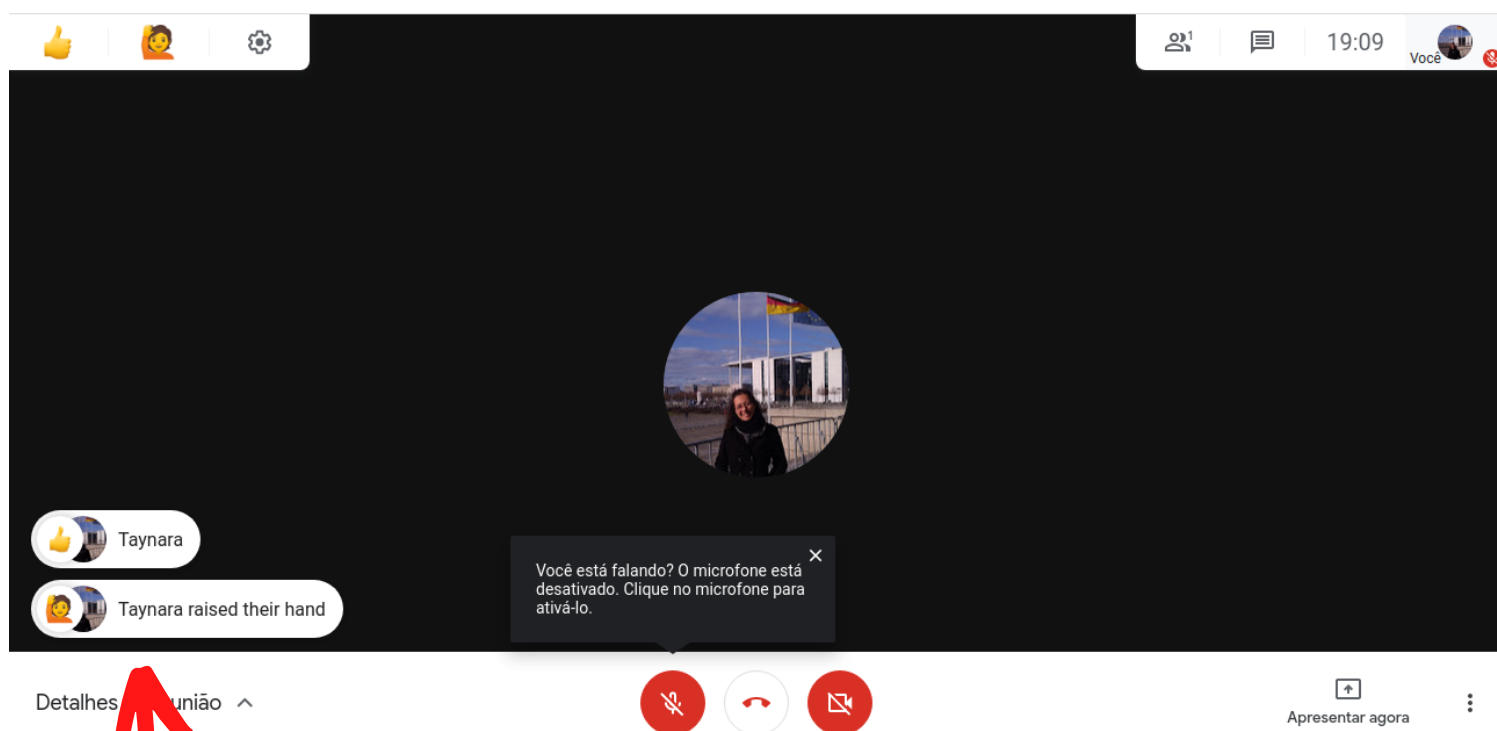 1
19:09
Você
Taynara
Taynara raised their hand
Você está falando? O microfone está
desativado. Clique no microfone para
ativá-lo.
Detalhes união
Apresentar agora